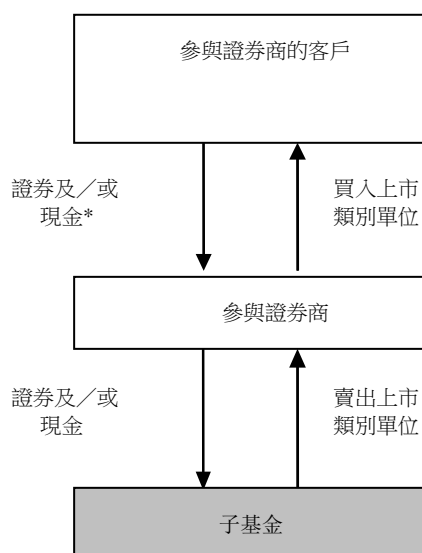 參與證券商的客戶
證券及／或
現金*
買入上市
類別單位
參與證券商
證券及／或
現金
賣出上市
類別單位
子基金